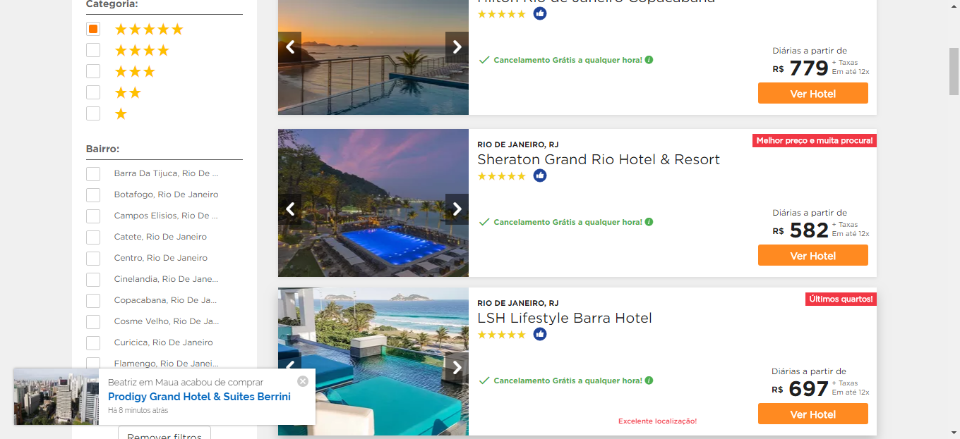 Categoria:
Bairro:
Barra Da Tijuca, Rio De ...
Botafogo, Rio De Janeiro
Campos Elisios, Rio De ...
Catete, Rio De Janeiro
Centro, Rio De Janeiro
Cinelandia, Rio De Jane...
Copacabana, Rio De Ja...
Cosme Velho, Rio De Ja...
Curicica, Rio De Janeiro
Flamengo, Rio De Janei...
Beatriz em Maua acabou de comprar
Prodigy Grand Hotel & Suites Berrini
Há 8 minutos atrás
Remover filtros
Hilton Rio de Janeiro Copacabana
Cancelamento Grátis a qualquer hora!
Diárias a partir de
R$ 779 + Taxas
Em até 12x
Ver Hotel
RIO DE JANEIRO, RJ
Melhor preço e muita procura!
Sheraton Grand Rio Hotel & Resort
Cancelamento Grátis a qualquer hora!
Diárias a partir de
R$ 582 + Taxas
Em até 12x
Ver Hotel
RIO DE JANEIRO, RJ
Últimos quartos!
LSH Lifestyle Barra Hotel
Cancelamento Grátis a qualquer hora!
Diárias a partir de
R$ 697 + Taxas
Em até 12x
Excelente localização!
Ver Hotel